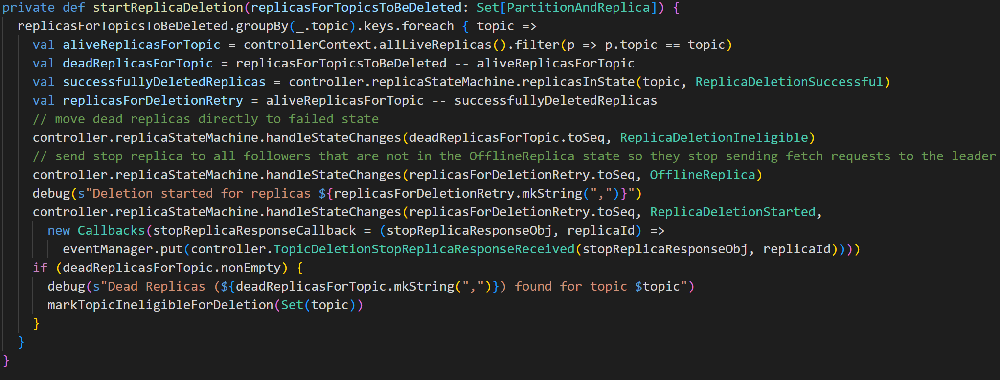 private def startReplicaDeletion(replicasForTopicsToBeDeleted: Set[PartitionAndReplica]) {
  replicasForTopicsToBeDeleted.groupBy(_.topic).keys.foreach { topic =>
    val aliveReplicasForTopic = controllerContext.allLiveReplicas().filter(p => p.topic == topic)
    val deadReplicasForTopic = replicasForTopicsToBeDeleted -- aliveReplicasForTopic
    val successfullyDeletedReplicas = controller.replicaStateMachine.replicasInState(topic, ReplicaDeletionSuccessful)
    val replicasForDeletionRetry = aliveReplicasForTopic -- successfullyDeletedReplicas
    // move dead replicas directly to failed state
    controller.replicaStateMachine.handleStateChanges(deadReplicasForTopic.toSeq, ReplicaDeletionIneligible)
    // send stop replica to all followers that are not in the OfflineReplica state so they stop sending fetch requests to the leader
    controller.replicaStateMachine.handleStateChanges(replicasForDeletionRetry.toSeq, OfflineReplica)
    debug(s"Deletion started for replicas ${replicasForDeletionRetry.mkString(",")}")
    controller.replicaStateMachine.handleStateChanges(replicasForDeletionRetry.toSeq, ReplicaDeletionStarted,
      new Callbacks(stopReplicaResponseCallback = (stopReplicaResponseObj, replicaId) =>
        eventManager.put(controller.TopicDeletionStopReplicaResponseReceived(stopReplicaResponseObj, replicaId))))
    if (deadReplicasForTopic.nonEmpty) {
      debug(s"Dead Replicas (${deadReplicasForTopic.mkString(",")}) found for topic $topic")
      markTopicIneligibleForDeletion(Set(topic))
    }
  }
}